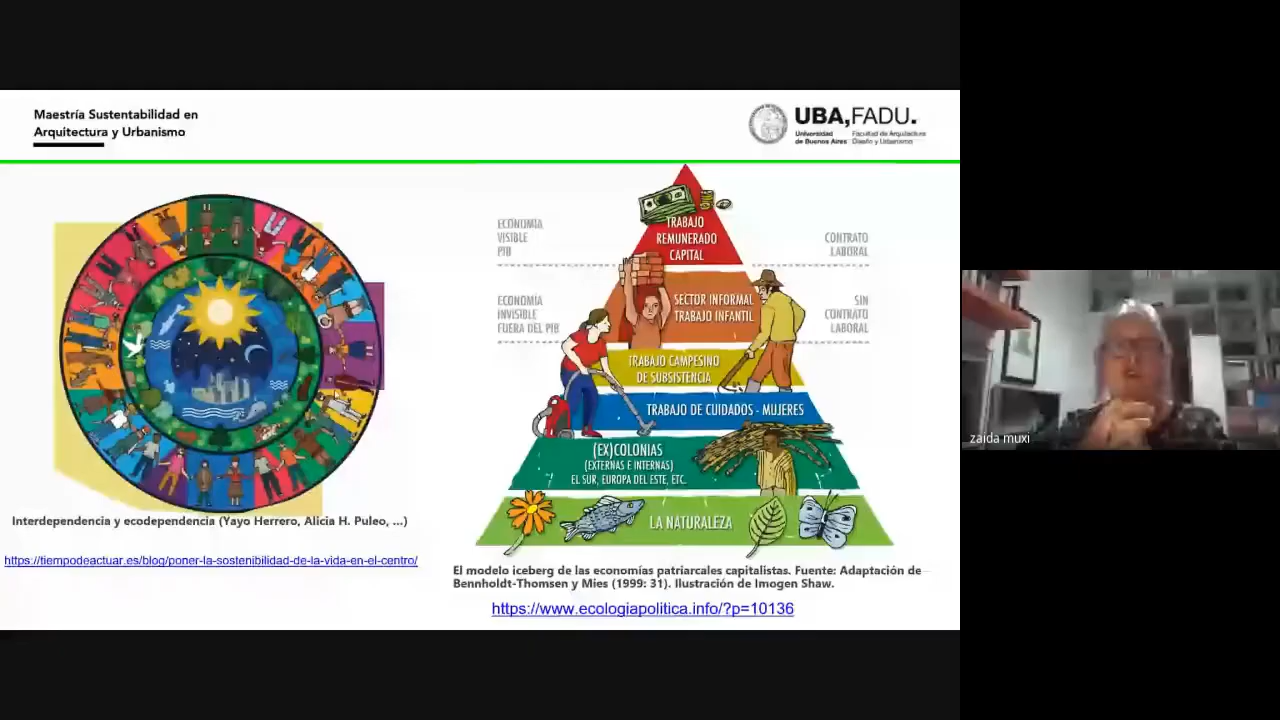 Maestría Sustentabilidad en
Arquitectura y Urbanismo
UBA,FADU.
Universidad
de Buenos Aires
Facultad de Arquitectura
Diseño y Urbanismo
Interdependencia y ecodependencia (Yayo Herrero, Alicia H. Puleo, ...)
https://tiempodeactuar.es/blog/poner-la-sostenibilidad-de-la-vida-en-el-centro/
ECONOMÍA
VISIBLE
PIB
TRABAJO
REMUNERADO
CAPITAL
CONTRATO
LABORAL
ECONOMÍA
INVISIBLE
FUERA DEL PIB
SECTOR INFORMAL
TRABAJO INFANTIL
SIN
CONTRATO
LABORAL
TRABAJO CAMPESINO
DE SUBSISTENCIA
TRABAJO DE CUIDADOS - MUJERES
(EX)COLONIAS
(EXTERNAS E INTERNAS)
EL SUR, EUROPA DEL ESTE, ETC.
LA NATURALEZA
El modelo iceberg de las economías patriarcales capitalistas. Fuente: Adaptación de
Bennholdt-Thomsen y Mies (1999: 31). Ilustración de Imogen Shaw.
https://www.ecologiapolitica.info/?p=10136
zaida muxi